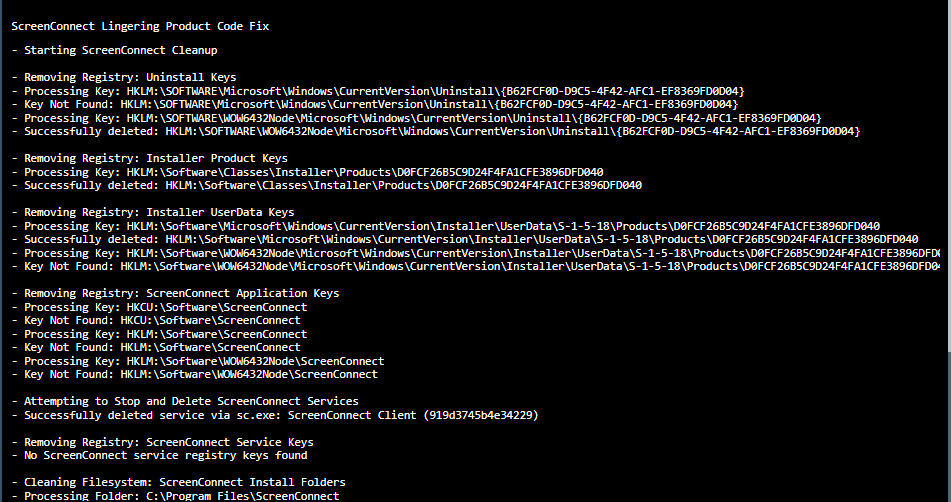 ScreenConnect Lingering Product Code Fix
- Starting ScreenConnect Cleanup
- Removing Registry: Uninstall Keys
- Processing Key: HKLM:\SOFTWARE\Microsoft\Windows\CurrentVersion\Uninstall\{B62FCF0D-D9C5-4F42-AFC1-EF8369FD0D04}
- Key Not Found: HKLM:\SOFTWARE\Microsoft\Windows\CurrentVersion\Uninstall\{B62FCF0D-D9C5-4F42-AFC1-EF8369FD0D04}
- Processing Key: HKLM:\SOFTWARE\WOW6432Node\Microsoft\Windows\CurrentVersion\Uninstall\{B62FCF0D-D9C5-4F42-AFC1-EF8369FD0D04}
- Successfully deleted: HKLM:\SOFTWARE\WOW6432Node\Microsoft\Windows\CurrentVersion\Uninstall\{B62FCF0D-D9C5-4F42-AFC1-EF8369FD0D04}
- Removing Registry: Installer Product Keys
- Processing Key: HKLM:\Software\Classes\Installer\Products\D0FCF26B5C9D24F4FA1CFE3896DFD040
- Successfully deleted: HKLM:\Software\Classes\Installer\Products\D0FCF26B5C9D24F4FA1CFE3896DFD040
- Removing Registry: Installer UserData Keys
- Processing Key: HKLM:\Software\Microsoft\Windows\CurrentVersion\Installer\UserData\S-1-5-18\Products\D0FCF26B5C9D24F4FA1CFE3896DFD040
- Successfully deleted: HKLM:\Software\Microsoft\Windows\CurrentVersion\Installer\UserData\S-1-5-18\Products\D0FCF26B5C9D24F4FA1CFE3896DFD040
- Processing Key: HKLM:\Software\WOW6432Node\Microsoft\Windows\CurrentVersion\Installer\UserData\S-1-5-18\Products\D0FCF26B5C9D24F4FA1CFE3896DFD0
- Key Not Found: HKLM:\Software\WOW6432Node\Microsoft\Windows\CurrentVersion\Installer\UserData\S-1-5-18\Products\D0FCF26B5C9D24F4FA1CFE3896DFD04
- Removing Registry: ScreenConnect Application Keys
- Processing Key: HKCU:\Software\ScreenConnect
- Key Not Found: HKCU:\Software\ScreenConnect
- Processing Key: HKLM:\Software\ScreenConnect
- Key Not Found: HKLM:\Software\ScreenConnect
- Processing Key: HKLM:\Software\WOW6432Node\ScreenConnect
- Key Not Found: HKLM:\Software\WOW6432Node\ScreenConnect
- Attempting to Stop and Delete ScreenConnect Services
- Successfully deleted service via sc.exe: ScreenConnect Client (919d3745b4e34229)
- Removing Registry: ScreenConnect Service Keys
- No ScreenConnect service registry keys found
- Cleaning Filesystem: ScreenConnect Install Folders
- Processing Folder: C:\Program Files\ScreenConnect